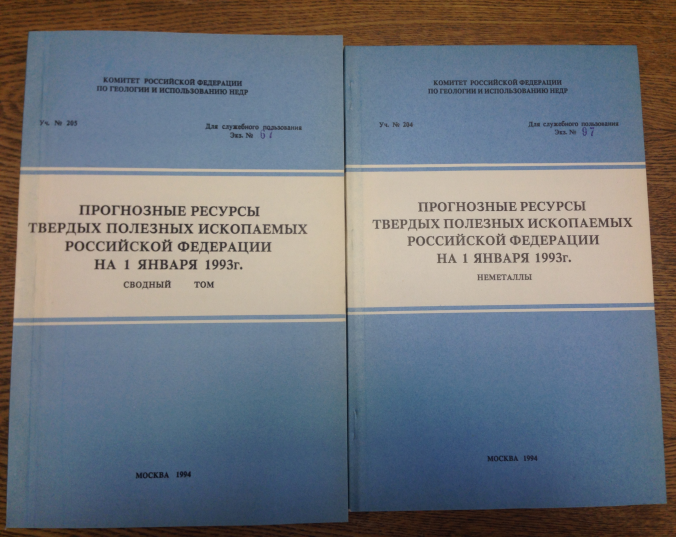 КОМИТЕТ РОССИЙСКОЙ ФЕДЕРАЦИИ
ПО ГЕОЛОГИИ И ИСПОЛЬЗОВАНИЮ НЕДР
Уч. № 205
Для служебного пользования
Экз. № 67
ПРОГНОЗНЫЕ РЕСУРСЫ
ТВЕРДЫХ ПОЛЕЗНЫХ ИСКОПАЕМЫХ
РОССИЙСКОЙ ФЕДЕРАЦИИ
НА 1 ЯНВАРЯ 1993г.
СВОДНЫЙ ТОМ
МОСКВА 1994
КОМИТЕТ РОССИЙСКОЙ ФЕДЕРАЦИИ
ПО ГЕОЛОГИИ И ИСПОЛЬЗОВАНИЮ НЕДР
Уч. № 204
Для служебного пользования
Экз. № 97
ПРОГНОЗНЫЕ РЕСУРСЫ
ТВЕРДЫХ ПОЛЕЗНЫХ ИСКОПАЕМЫХ
РОССИЙСКОЙ ФЕДЕРАЦИИ
НА 1 ЯНВАРЯ 1993г.
НЕМЕТАЛЛЫ
МОСКВА 1994